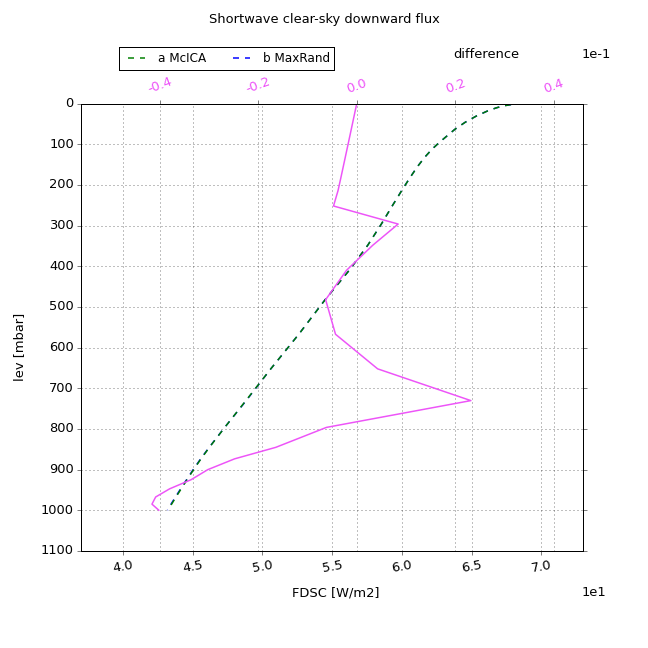 Shortwave clear-sky downward flux
a McICA b MaxRand
difference 1e-1
-0.4 -0.2 0.0 0.2 0.4
0
100
200
300
400
500
600
700
800
900
1000
1100
lev [mbar]
4.0 4.5 5.0 5.5 6.0 6.5 7.0
FDSC [W/m2] 1e1